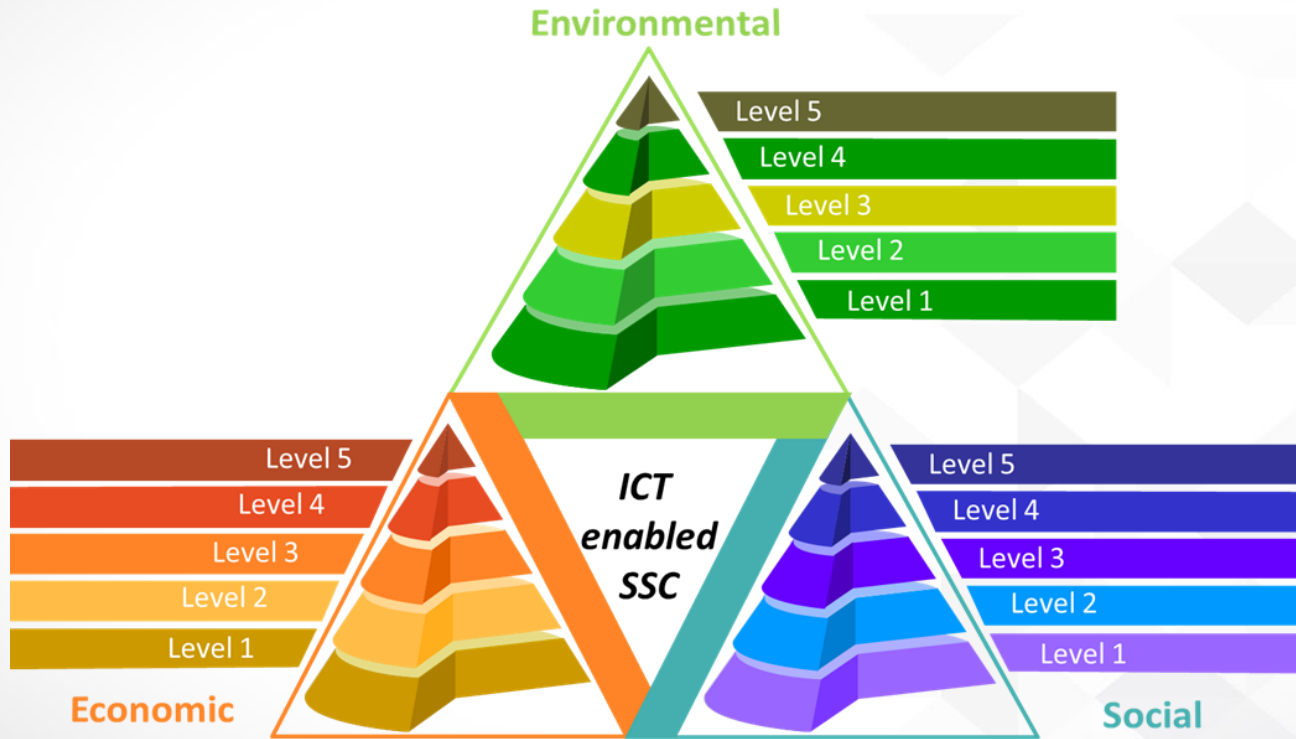 Environmental
Level 5
Level 4
Level 3
Level 2
Level 1
Level 5
Level 4
Level 3
Level 2
Level 1
Economic
ICT
enabled
SSC
Level 5
Level 4
Level 3
Level 2
Level 1
Social